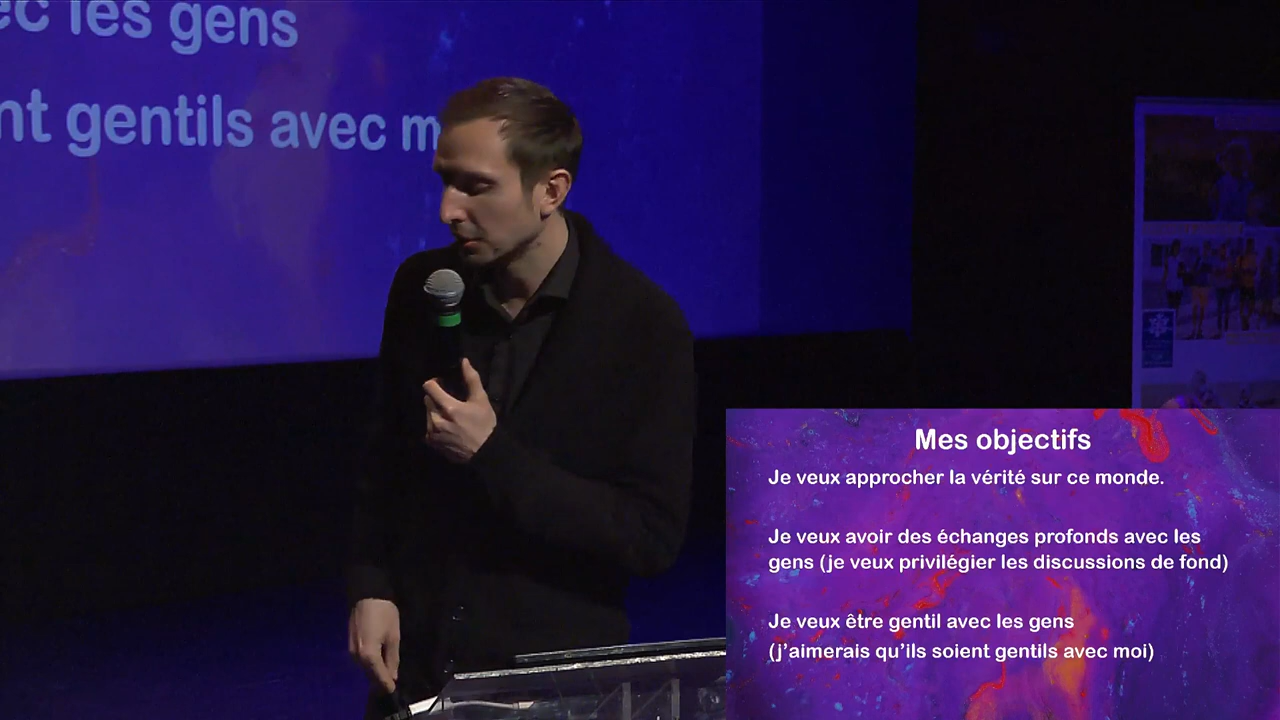 ec les gens
nt gentils avec m
Mes objectifs
Je veux approcher la vérité sur ce monde.
Je veux avoir des échanges profonds avec les
gens (je veux privilégier les discussions de fond)
Je veux être gentil avec les gens
(j’aimerais qu’ils soient gentils avec moi)